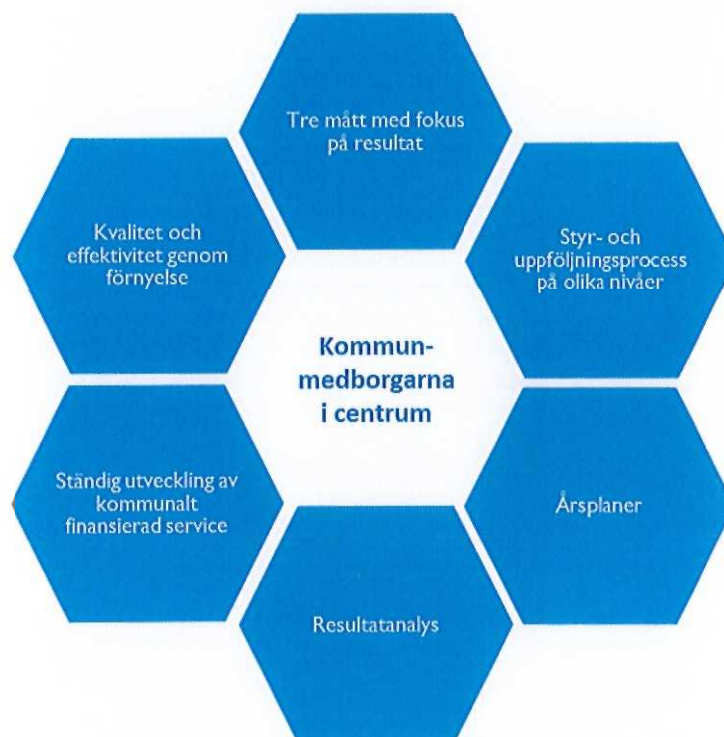 Tre mått med fokus
på resultat
Kvalitet och
effektivitet genom
förnyelse
Styr- och
uppföljningsprocess
på olika nivåer
Kommun-
medborgarna
i centrum
Ständig utveckling av
kommunalt
finansierad service
Årsplaner
Resultatanalys